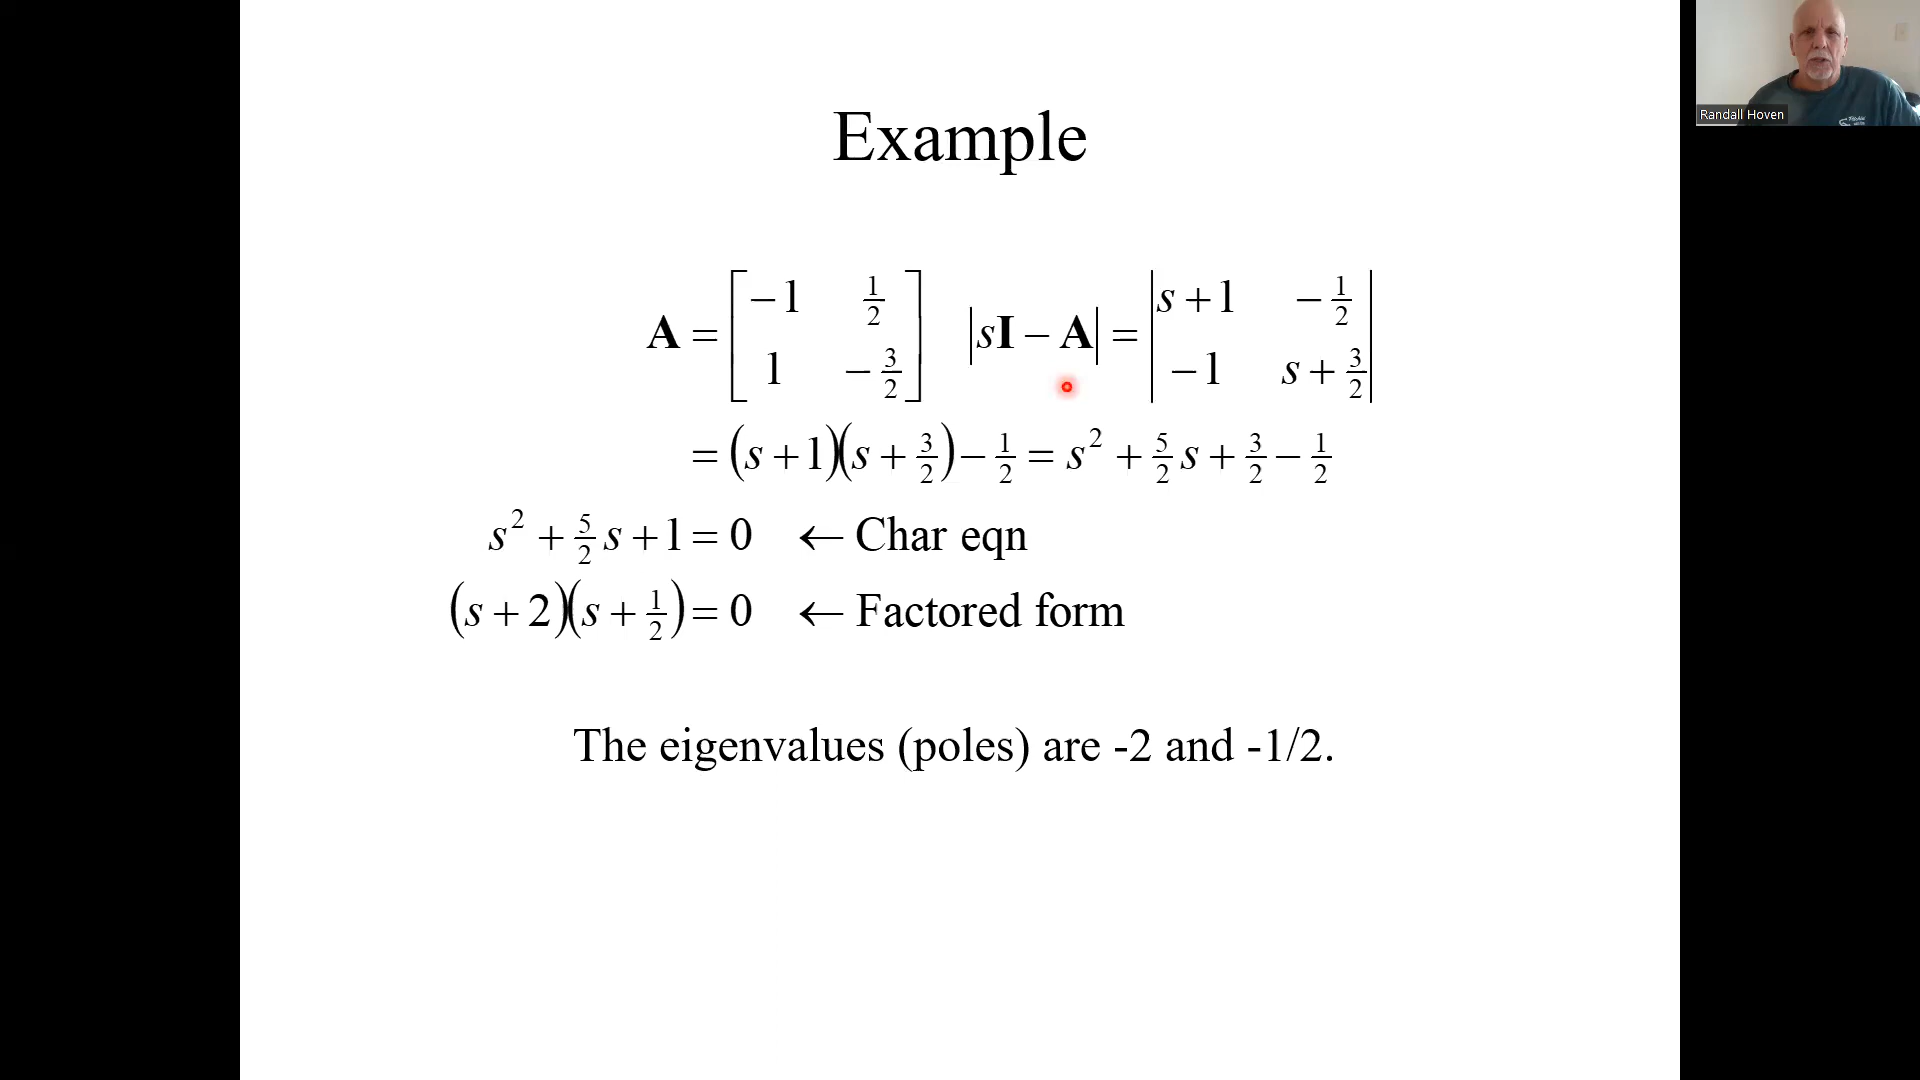 Example
Randall Hoven
A = [ −1 1/2 ; 1 −3/2 ] |sI − A| = | s+1 −1/2 ; −1 s+3/2 |
= (s+1)(s+3/2) − 1/2 = s² + 5/2 s + 3/2 − 1/2
s² + 5/2 s + 1 = 0 ← Char eqn
(s+2)(s+1/2) = 0 ← Factored form
The eigenvalues (poles) are -2 and -1/2.